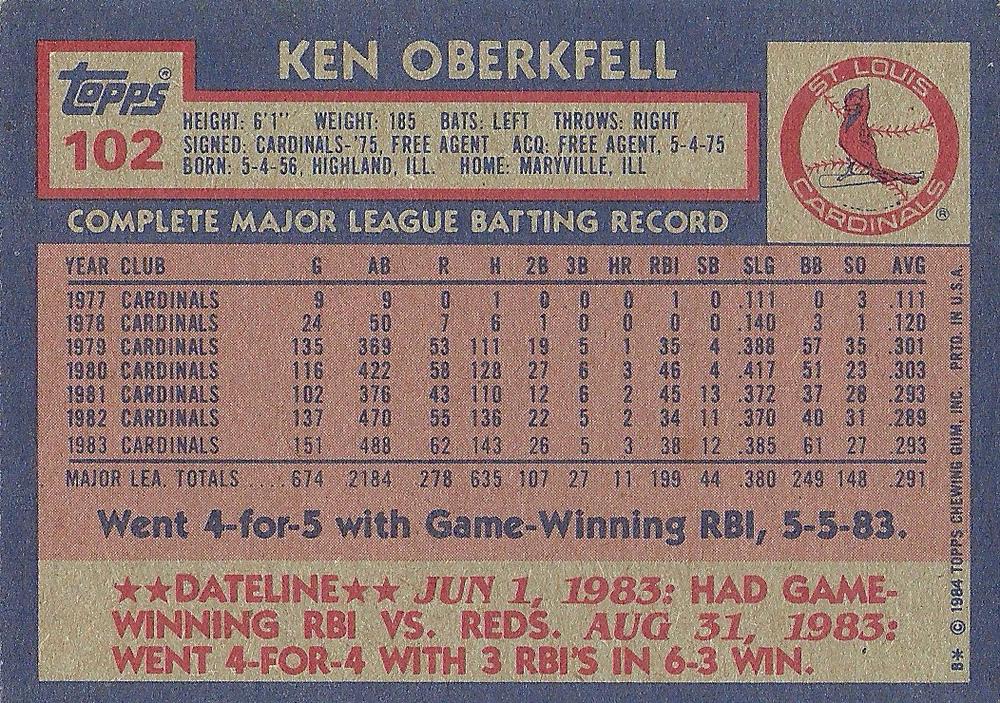 KEN OBERKFELL
Topps®
102
HEIGHT: 6'1" WEIGHT: 185 BATS: LEFT THROWS: RIGHT
SIGNED: CARDINALS-'75, FREE AGENT ACQ: FREE AGENT, 5-4-75
BORN: 5-4-56, HIGHLAND, ILL. HOME: MARYVILLE, ILL
ST. LOUIS
CARDINALS®
COMPLETE MAJOR LEAGUE BATTING RECORD
YEAR CLUB G AB R H 2B 3B HR RBI SB SLG BB SO AVG
1977 CARDINALS 9 9 0 1 0 0 0 1 0 .111 0 3 .111
1978 CARDINALS 24 50 7 6 1 0 0 0 0 .140 3 1 .120
1979 CARDINALS 135 369 53 111 19 5 1 35 4 .388 57 35 .301
1980 CARDINALS 116 422 58 128 27 6 3 46 4 .417 51 23 .303
1981 CARDINALS 102 376 43 110 12 6 2 45 13 .372 37 28 .293
1982 CARDINALS 137 470 55 136 22 5 2 34 11 .370 40 31 .289
1983 CARDINALS 151 488 62 143 26 5 3 38 12 .385 61 27 .293
MAJOR LEA. TOTALS .... 674 2184 278 635 107 27 11 199 44 .380 249 148 .291
Went 4-for-5 with Game-Winning RBI, 5-5-83.
★★DATELINE★★ JUN 1, 1983: HAD GAME-
WINNING RBI VS. REDS. AUG 31, 1983:
WENT 4-FOR-4 WITH 3 RBI'S IN 6-3 WIN.
B* © 1984 TOPPS CHEWING GUM, INC. PRTD. IN U.S.A.